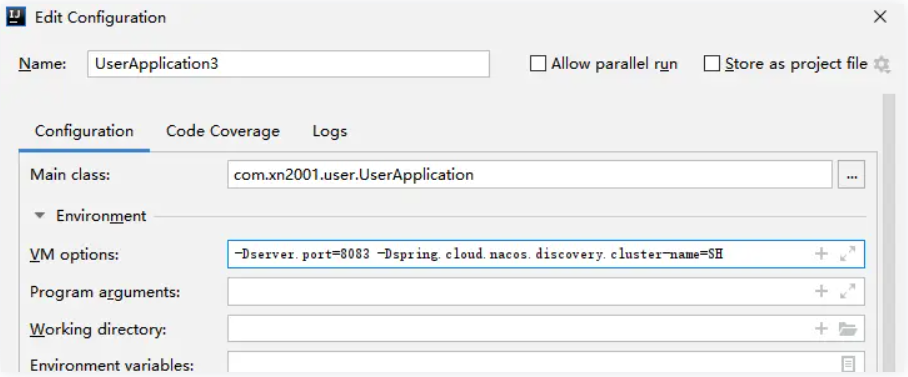 Edit Configuration
Name: UserApplication3 Allow parallel run Store as project file
Configuration Code Coverage Logs
Main class: com.xn2001.user.UserApplication ...
Environment
VM options: -Dserver.port=8083 -Dspring.cloud.nacos.discovery.cluster-name=SH
Program arguments:
Working directory:
Environment variables: